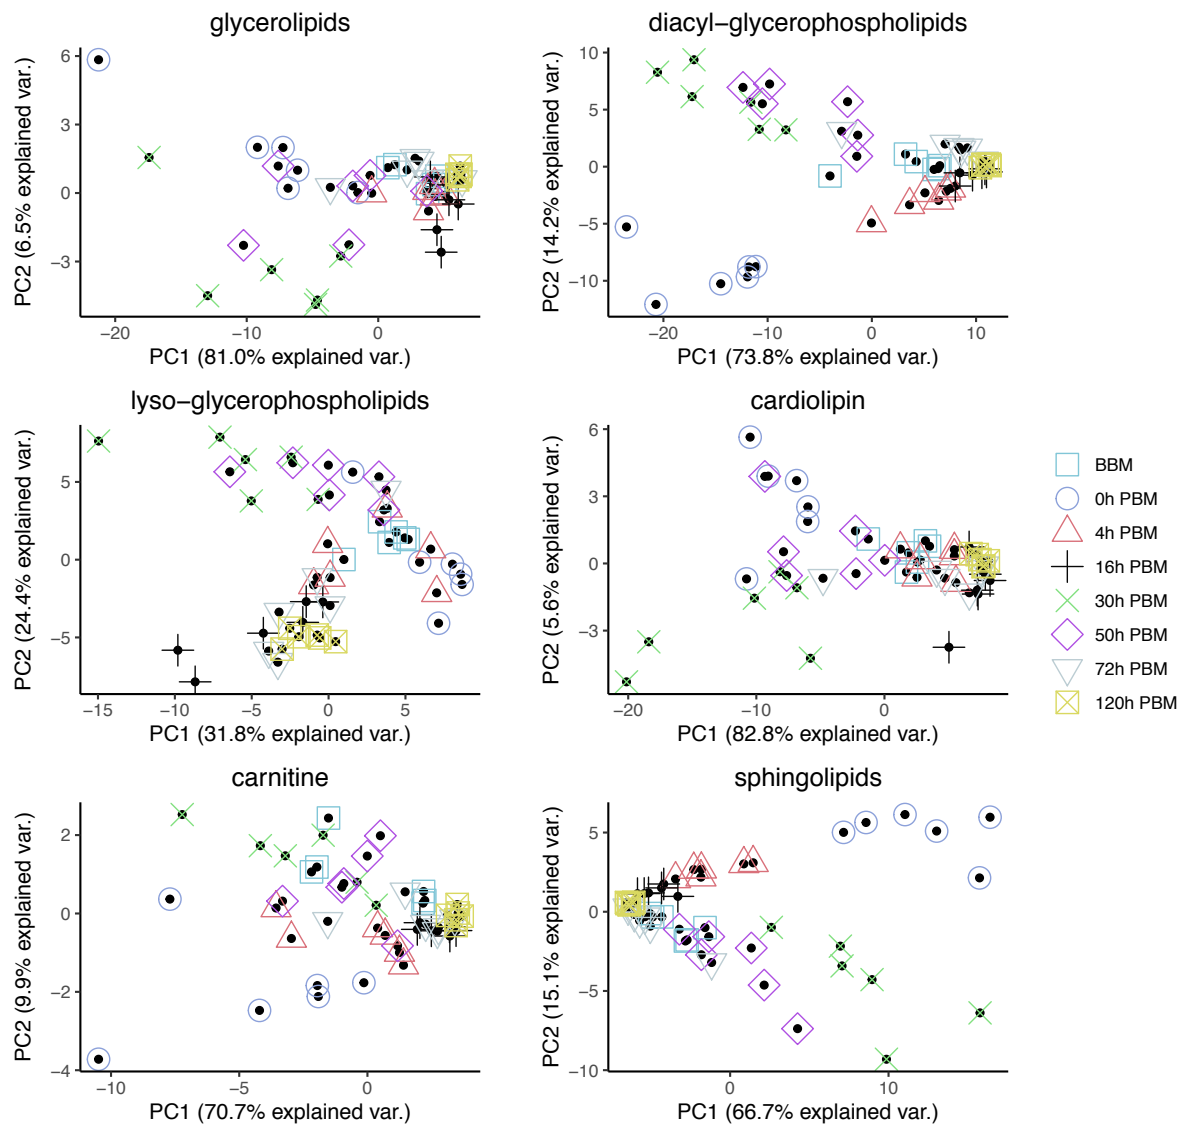 glycerolipids
diacyl−glycerophospholipids
PC2 (6.5% explained var.)
6
3
0
−3
−20
−10
0
PC1 (81.0% explained var.)
PC2 (14.2% explained var.)
10
5
0
−5
−10
−20
−10
0
10
PC1 (73.8% explained var.)
lyso−glycerophospholipids
cardiolipin
PC2 (24.4% explained var.)
5
0
−5
−15
−10
−5
0
5
PC1 (31.8% explained var.)
PC2 (5.6% explained var.)
6
3
0
−3
−20
−10
0
PC1 (82.8% explained var.)
BBM
0h PBM
4h PBM
16h PBM
30h PBM
50h PBM
72h PBM
120h PBM
carnitine
sphingolipids
PC2 (9.9% explained var.)
2
0
−2
−4
−10
−5
0
PC1 (70.7% explained var.)
PC2 (15.1% explained var.)
5
0
−5
−10
0
10
PC1 (66.7% explained var.)